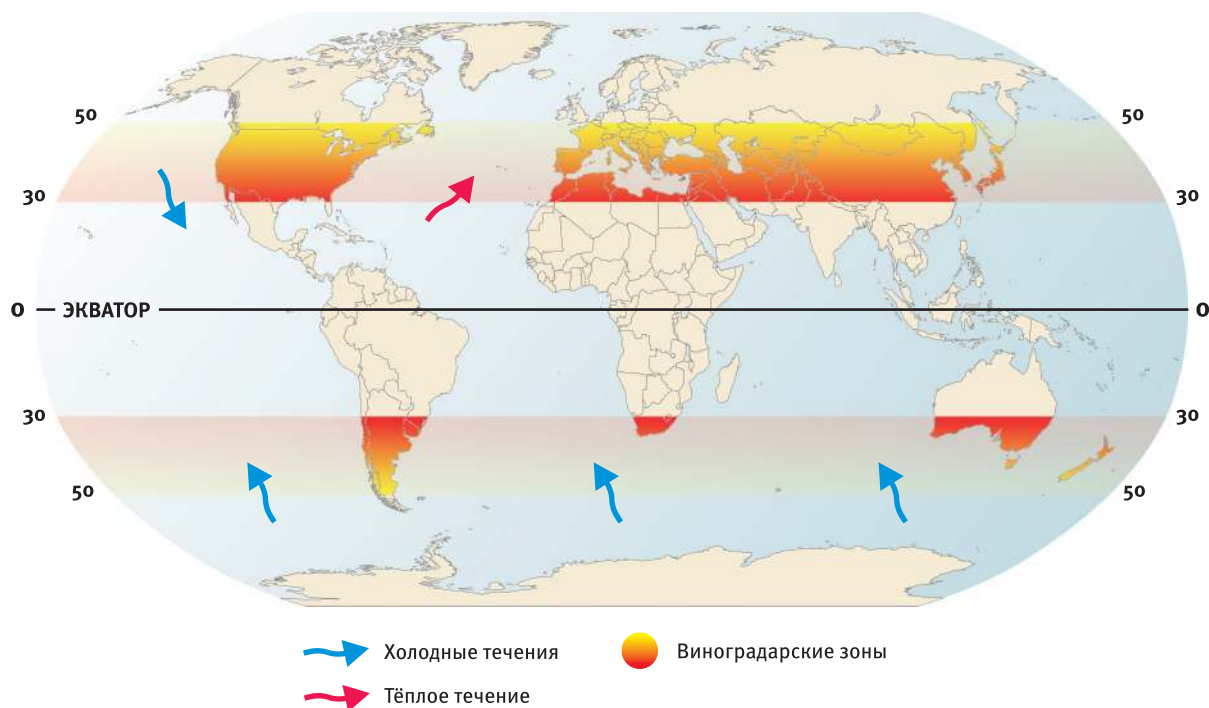 50 50
30 30
0 ЭКВАТОР 0
30 30
50 50
Холодные течения
Виноградарские зоны
Тёплое течение